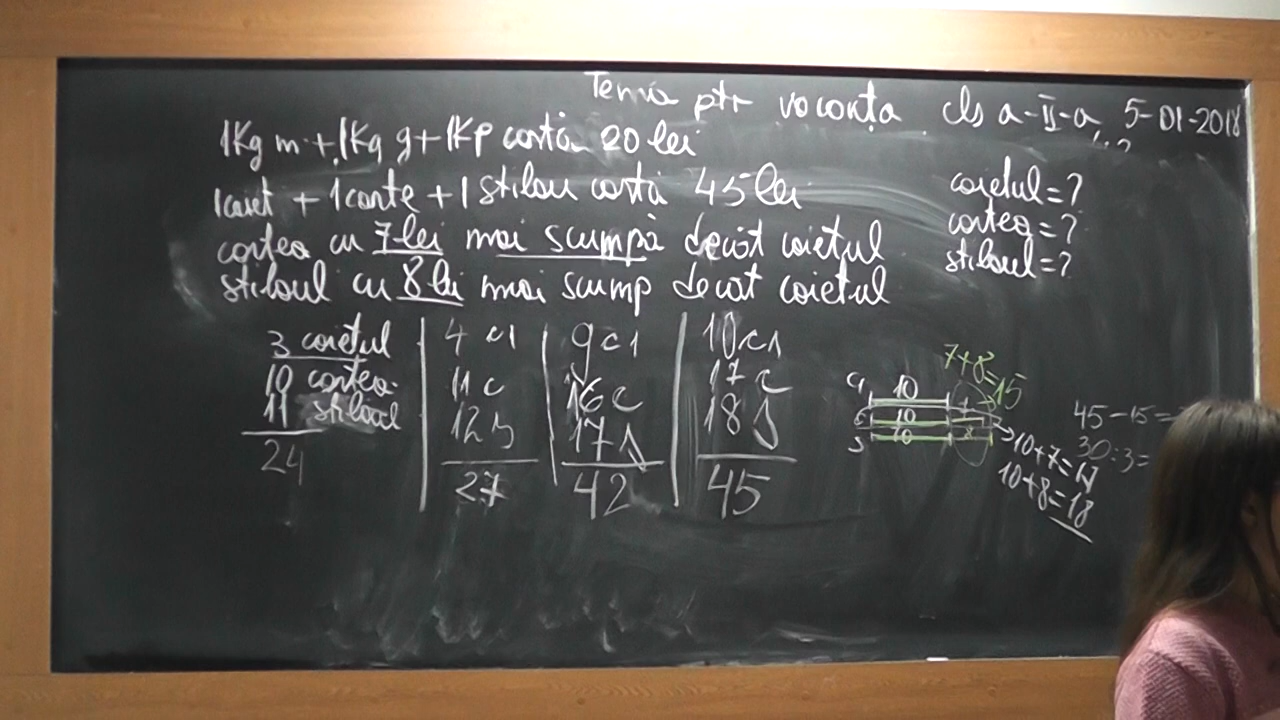 Tema ptr vacanța cls a-II-a, 5-01-2018
1Kg m + 1Kg g + 1Kp costă 20 lei
1caiet + 1carte + 1 stilou costă 45 lei
cartea cu 7 lei mai scumpă decât caietul
stiloul cu 8 lei mai scump decât caietul
caietul = ?
cartea = ?
stiloul = ?
3 caietul
10 cartea
11 stiloul
24
4 c1
11 c
12 s
27
9 c1
16 c
17 s
42
10 c1
17 c
18 s
45
7+8=
15
c1 10
c 10 7
s 10 8
10+7=17
10+8=18
45-15=
30:3=